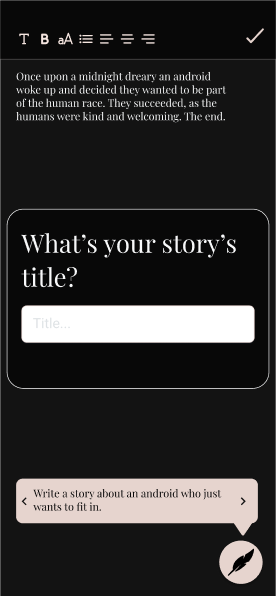 T B aA
Once upon a midnight dreary an android
woke up and decided they wanted to be part
of the human race. They succeeded, as the
humans were kind and welcoming. The end.
What's your story's
title?
Title...
Write a story about an android who just
wants to fit in.